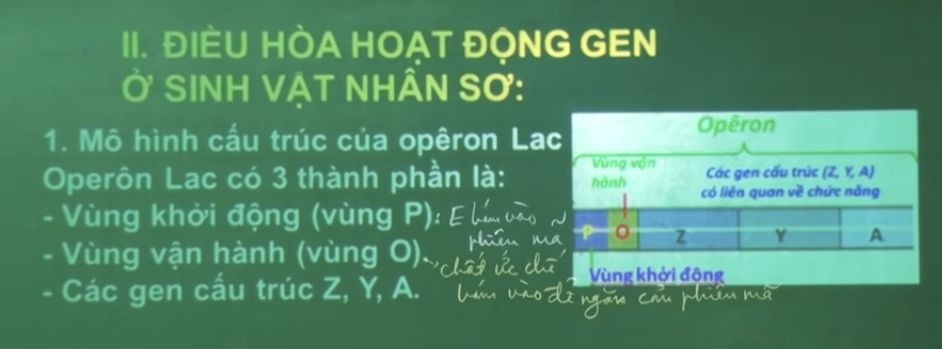 II. ĐIỀU HÒA HOẠT ĐỘNG GEN
Ở SINH VẬT NHÂN SƠ:
1. Mô hình cấu trúc của opêron Lac
Operôn Lac có 3 thành phần là:
- Vùng khởi động (vùng P): E bám vào
phiên mã
- Vùng vận hành (vùng O). chất ức chế
bám vào để ngăn cản phiên mã
- Các gen cấu trúc Z, Y, A.
Opêron
Vùng vận
hành
Các gen cấu trúc (Z, Y, A)
có liên quan về chức năng
P O Z Y A
Vùng khởi động